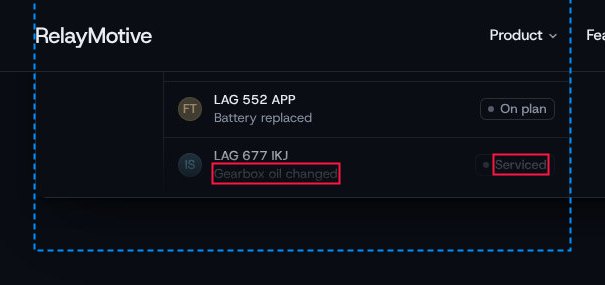 RelayMotive
Product
Fea
FT
LAG 552 APP
On plan
Battery replaced
IS
LAG 677 IKJ
Serviced
Gearbox oil changed